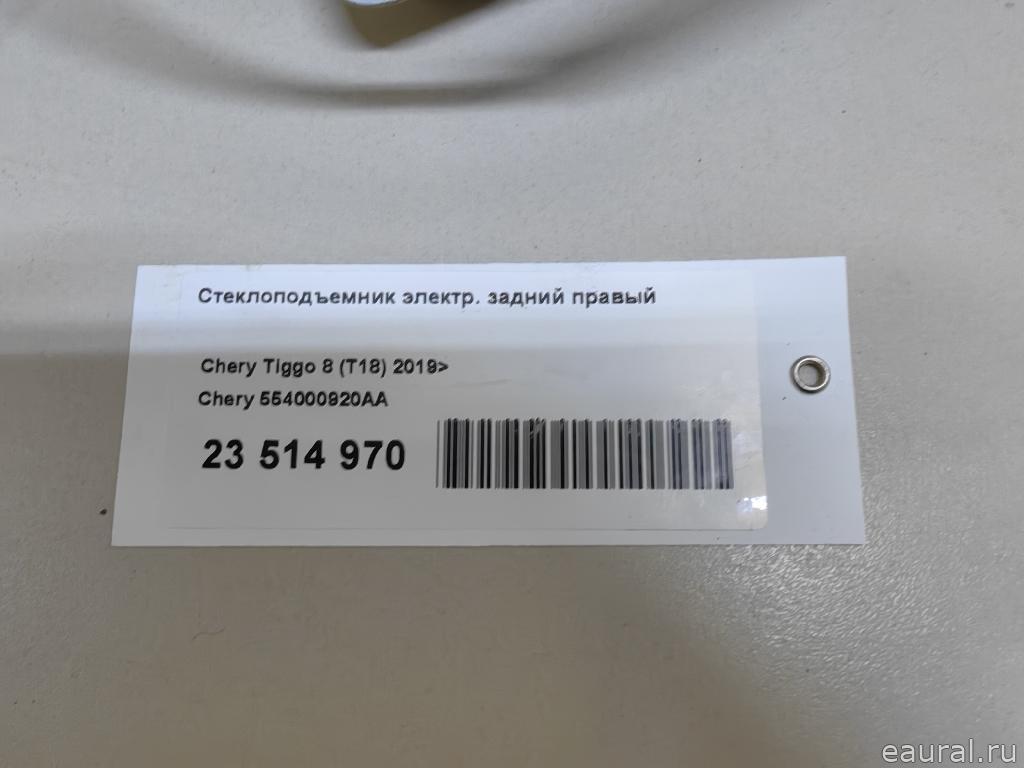 Стеклоподъемник электр. задний правый
Chery Tiggo 8 (T18) 2019>
Chery 554000920AA
23 514 970
eaural.ru